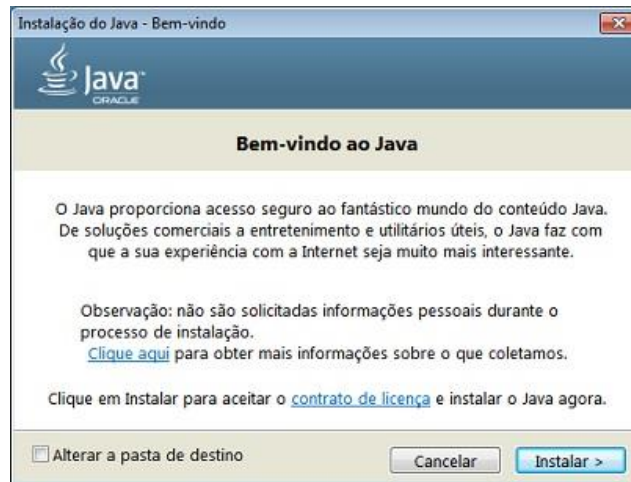 Instalação do Java - Bem-vindo
Java
ORACLE
Bem-vindo ao Java
O Java proporciona acesso seguro ao fantástico mundo do conteúdo Java.
De soluções comerciais a entretenimento e utilitários úteis, o Java faz com
que a sua experiência com a Internet seja muito mais interessante.
Observação: não são solicitadas informações pessoais durante o
processo de instalação.
Clique aqui para obter mais informações sobre o que coletamos.
Clique em Instalar para aceitar o contrato de licença e instalar o Java agora.
Alterar a pasta de destino
Cancelar
Instalar >